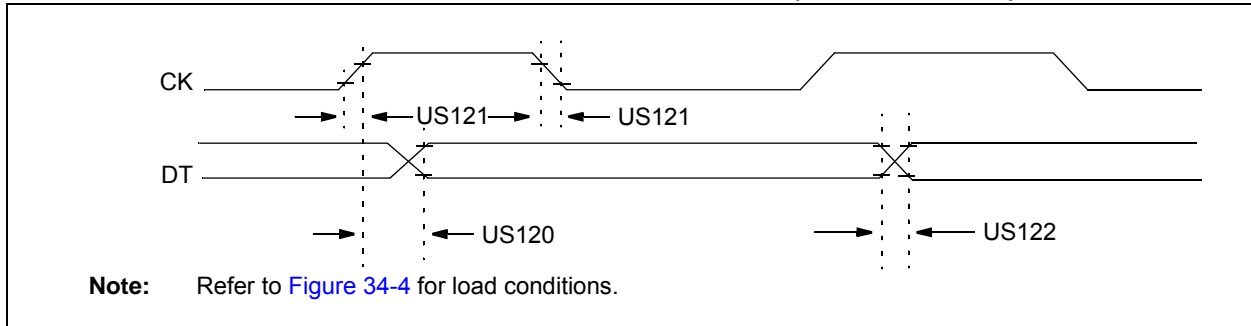 CK
US121 US121
DT
US120 US122
Note: Refer to Figure 34-4 for load conditions.